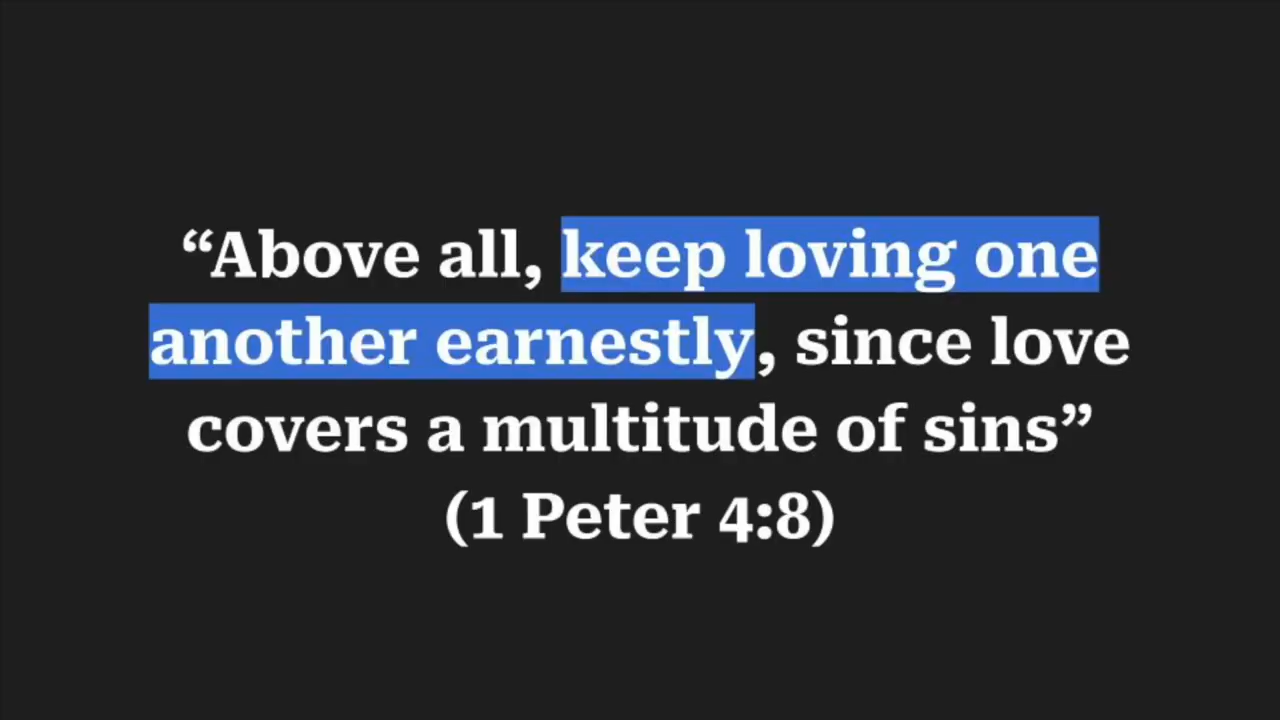 “Above all, keep loving one
another earnestly, since love
covers a multitude of sins”
(1 Peter 4:8)